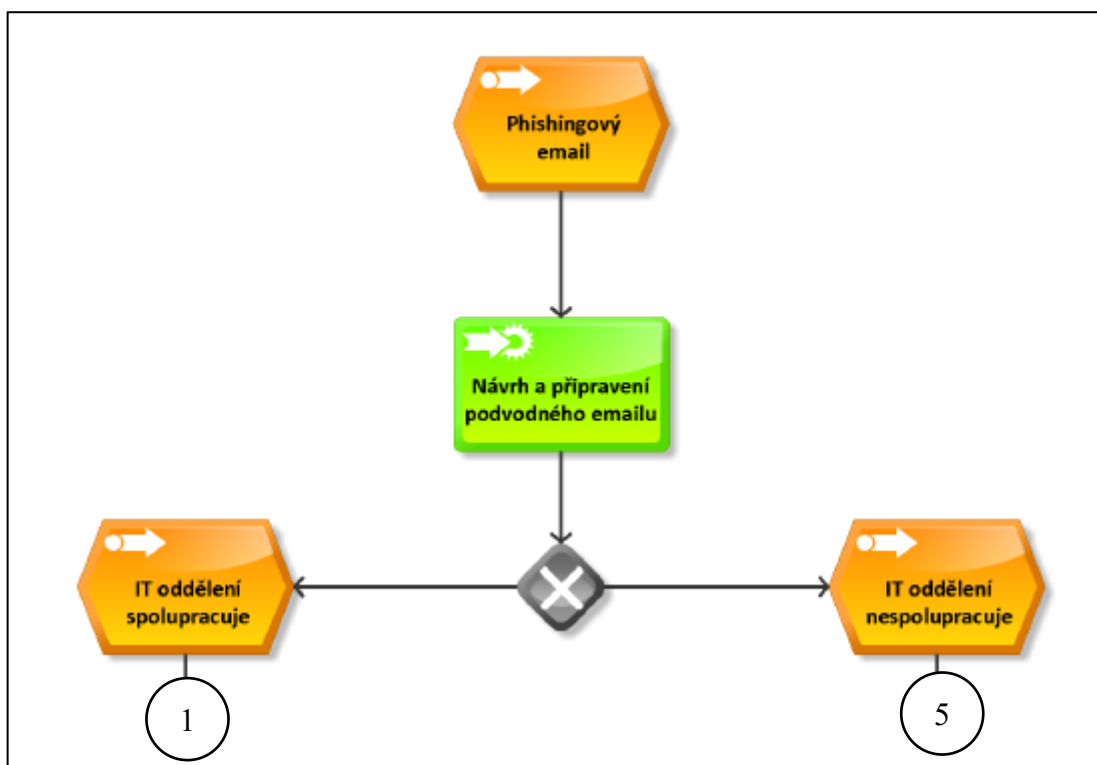 Phishingový
email
Návrh a připravení
podvodného emailu
IT oddělení
spolupracuje
IT oddělení
nespolupracuje
1
5